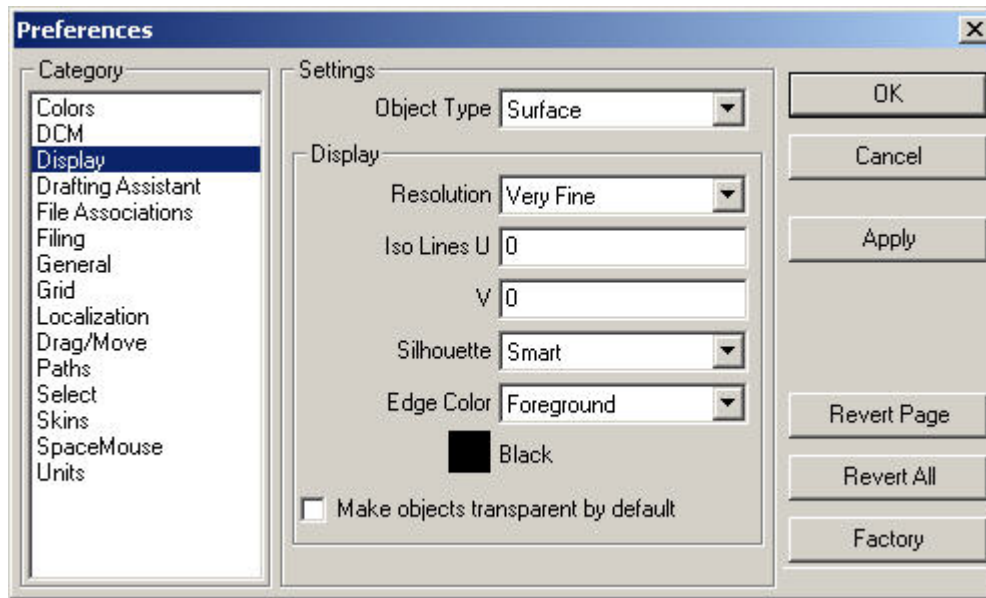 Preferences
Category
Colors
DCM
Display
Drafting Assistant
File Associations
Filing
General
Grid
Localization
Drag/Move
Paths
Select
Skins
SpaceMouse
Units
Settings
Object Type Surface
Display
Resolution Very Fine
Iso Lines U 0
V 0
Silhouette Smart
Edge Color Foreground
Black
Make objects transparent by default
OK
Cancel
Apply
Revert Page
Revert All
Factory